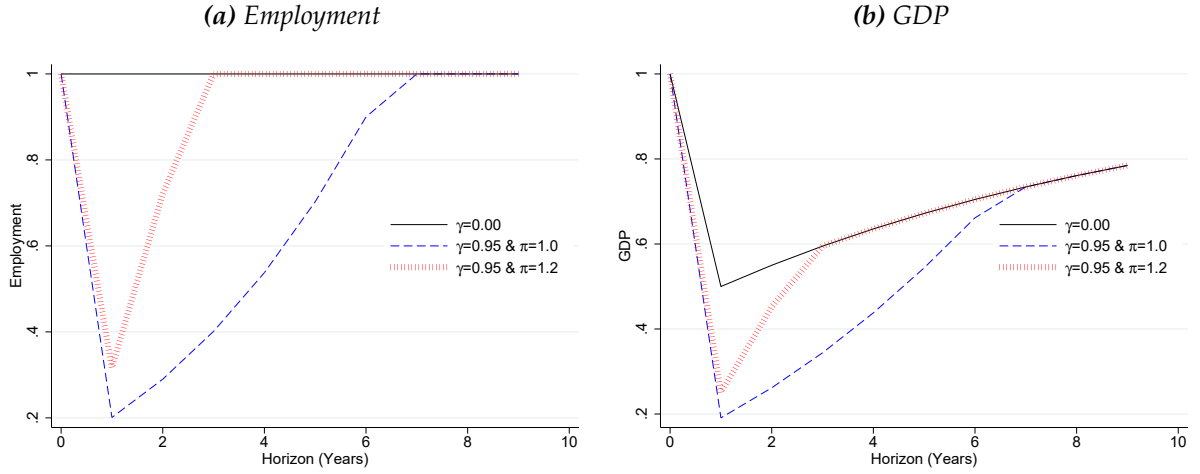 (a) Employment
Employment
1
.8
.6
.4
.2
0
2
4
6
8
10
Horizon (Years)
γ=0.00
γ=0.95 & π=1.0
γ=0.95 & π=1.2
(b) GDP
GDP
1
.8
.6
.4
.2
0
2
4
6
8
10
Horizon (Years)
γ=0.00
γ=0.95 & π=1.0
γ=0.95 & π=1.2